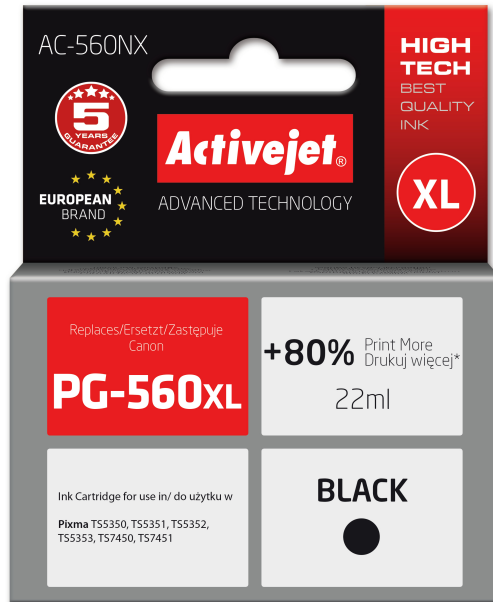 AC-560NX
HIGH
TECH
BEST
QUALITY
INK
5
YEARS
GUARANTEE
Activejet®
ADVANCED TECHNOLOGY
EUROPEAN
BRAND
XL
Replaces/Ersetzt/Zastępuje
Canon
PG-560XL
+80%
Print More
Drukuj więcej*
22ml
Ink Cartridge for use in/ do użytku w
Pixma TS5350, TS5351, TS5352,
TS5353, TS7450, TS7451
BLACK